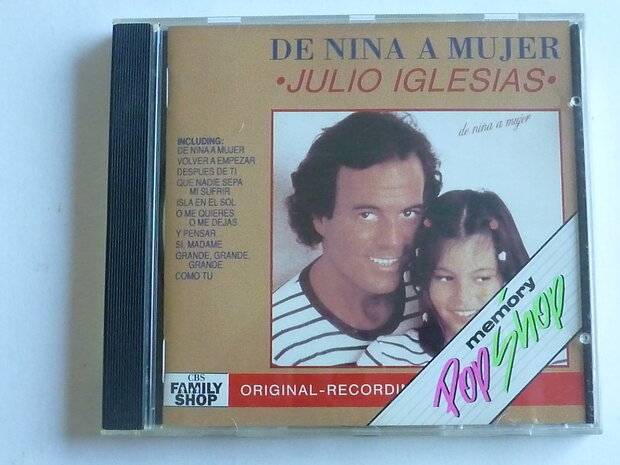 DE NINA A MUJER
•JULIO IGLESIAS•
de niña a mujer
INCLUDING:
DE NINA A MUJER
VOLVER A EMPEZAR
DESPUES DE TI
QUE NADIE SEPA
MI SUFRIR
ISLA EN EL SOL
O ME QUIERES
O ME DEJAS
Y PENSAR...
SI, MADAME
GRANDE, GRANDE,
GRANDE
COMO TU
memory
Pop Shop
CBS
FAMILY
SHOP
ORIGINAL-RECORDIN